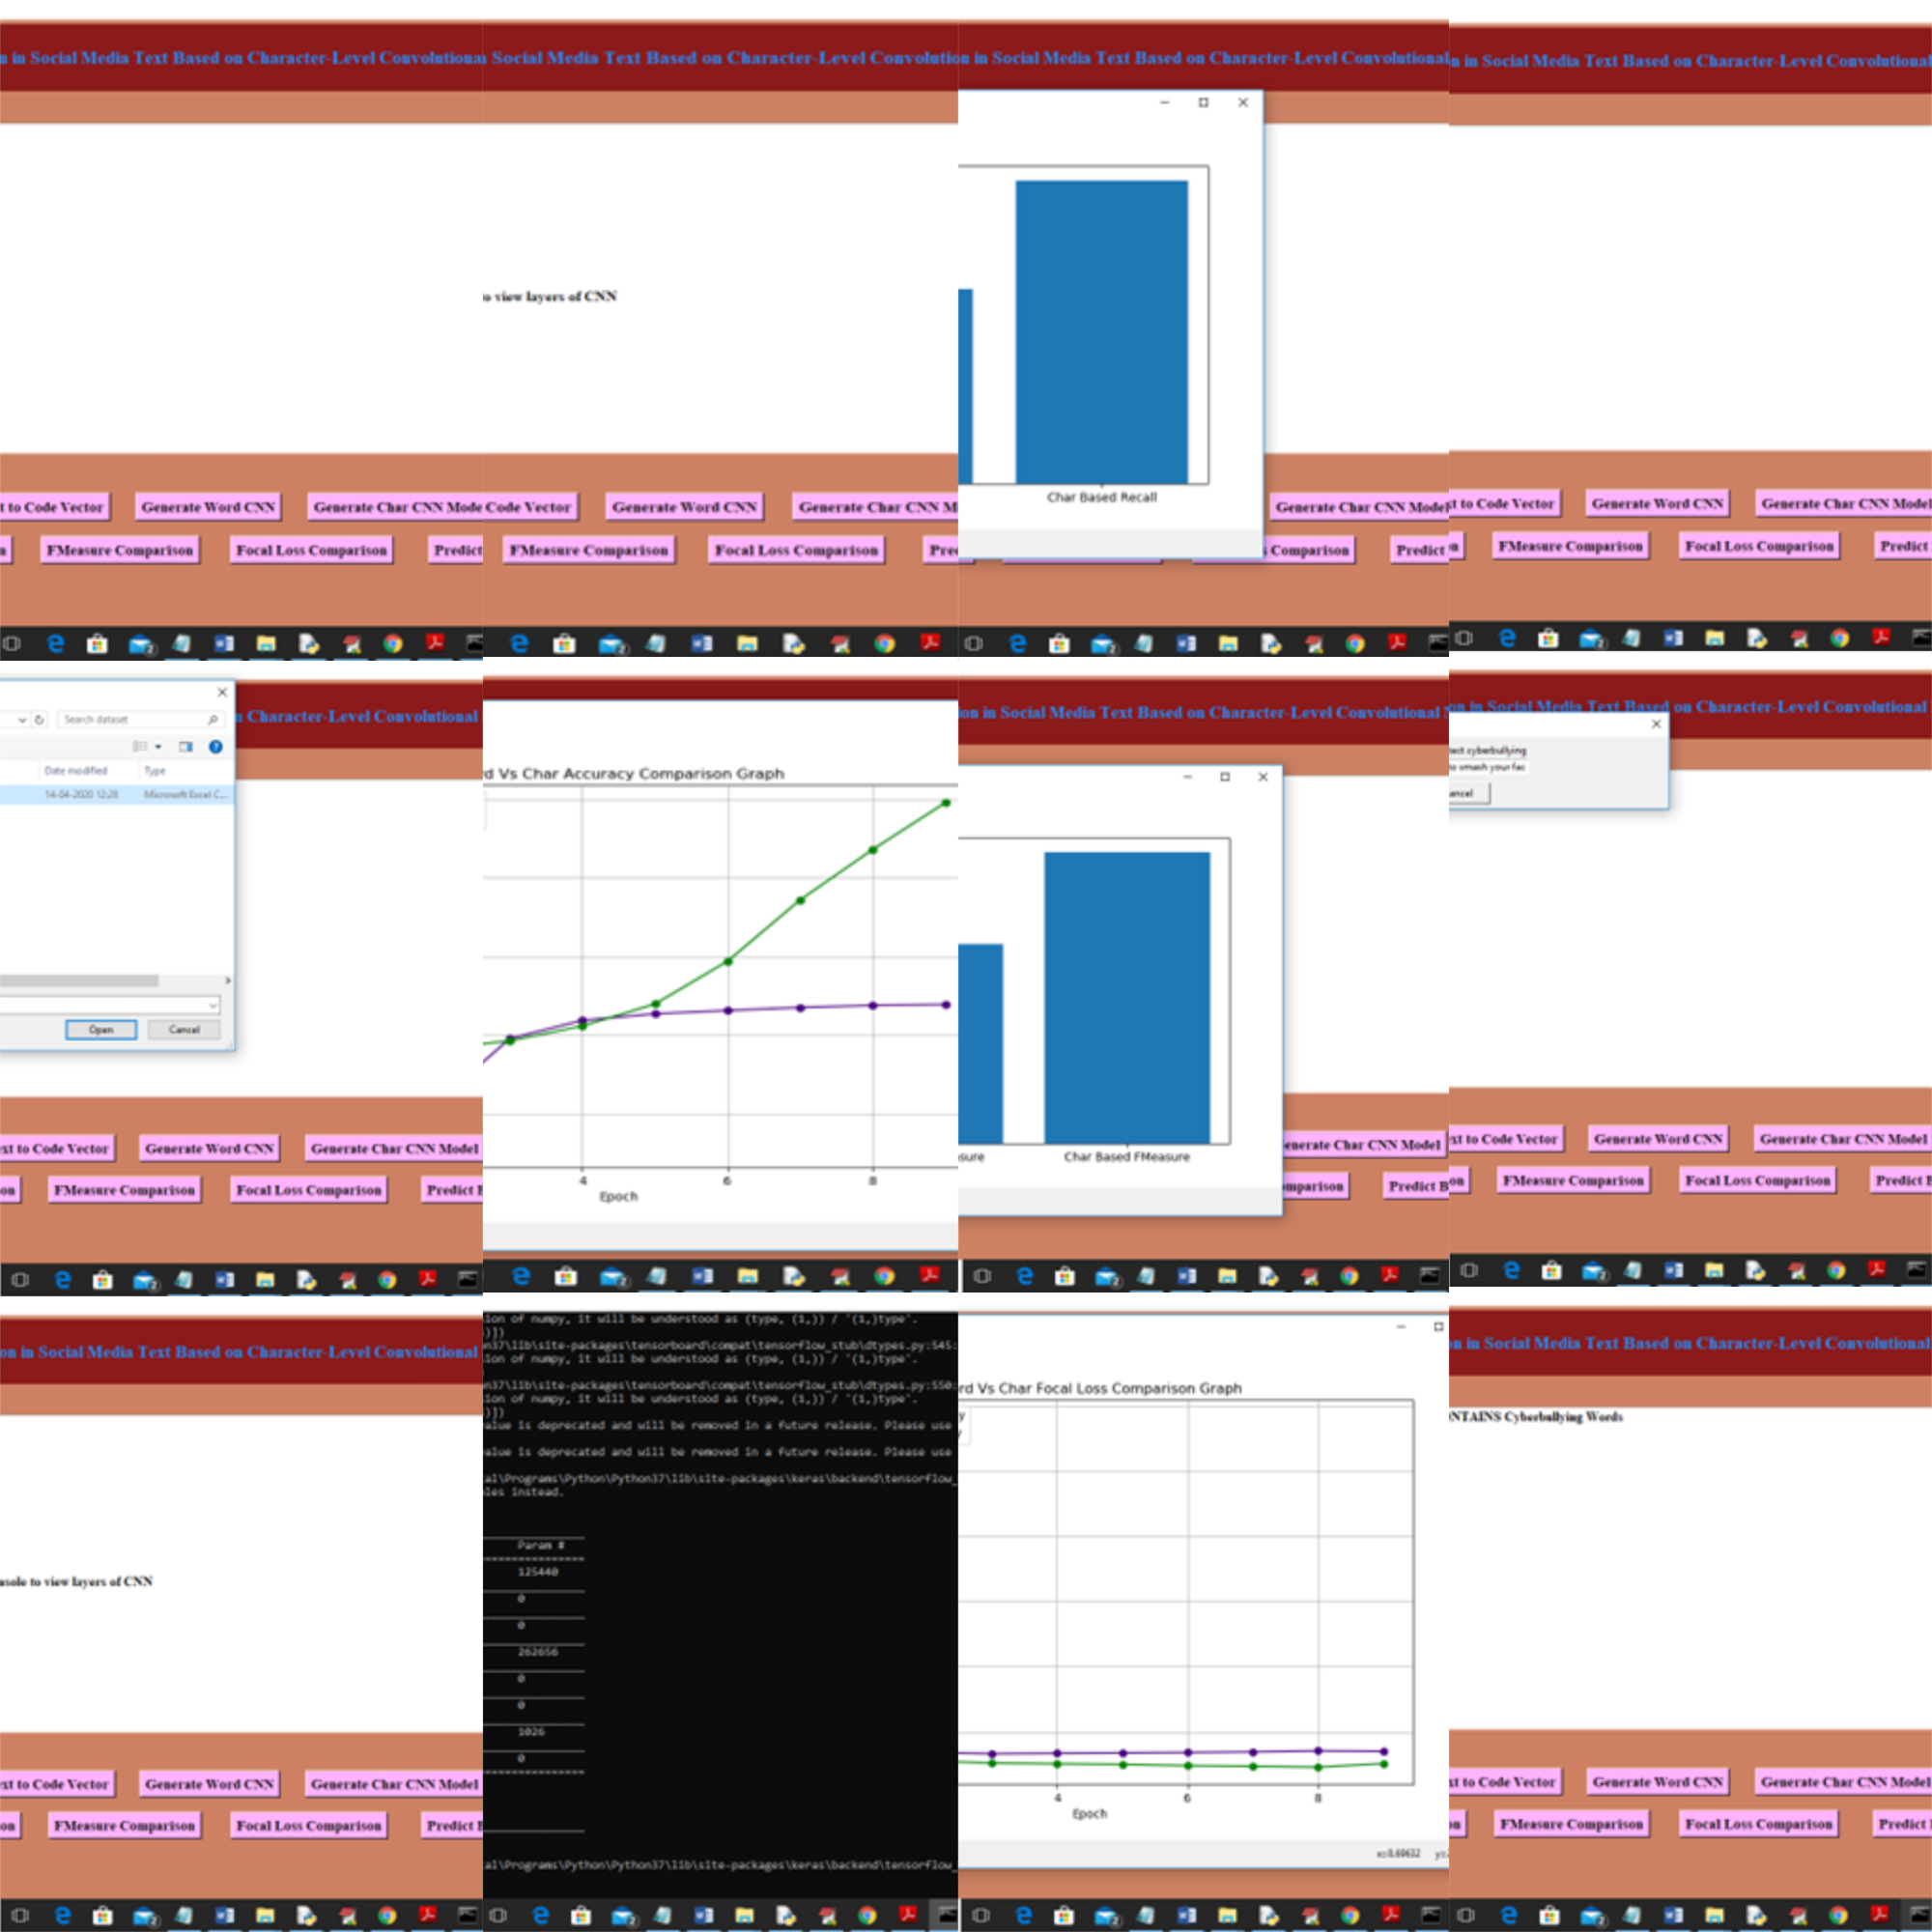 n in Social Media Text Based on Character-Level Convolutional
t to Code Vector Generate Word CNN Generate Char CNN Mode
FMeasure Comparison Focal Loss Comparison Predict
Social Media Text Based on Character-Level Convolution
o view layers of CNN
Code Vector Generate Word CNN Generate Char CNN M
FMeasure Comparison Focal Loss Comparison Pre
n in Social Media Text Based on Character-Level Convolutional
Char Based Recall
Generate Char CNN Model
Comparison Predict
n in Social Media Text Based on Character-Level Convolutional
xt to Code Vector Generate Word CNN Generate Char CNN Model
n FMeasure Comparison Focal Loss Comparison Predict
n Character-Level Convolutional
Search dataset
Date modified Type
14-04-2020 12:28 Microsoft Excel C...
Open Cancel
xt to Code Vector Generate Word CNN Generate Char CNN Model
on FMeasure Comparison Focal Loss Comparison Predict B
rd Vs Char Accuracy Comparison Graph
4 6 8
Epoch
ion in Social Media Text Based on Character-Level Convolutional
sure Char Based FMeasure
enerate Char CNN Model
mparison Predict B
on in Social Media Text Based on Character-Level Convolutional
tect cyberbullying
to smash your fac
ancel
xt to Code Vector Generate Word CNN Generate Char CNN Model
on FMeasure Comparison Focal Loss Comparison Predict B
on in Social Media Text Based on Character-Level Convolutional
nsole to view layers of CNN
xt to Code Vector Generate Word CNN Generate Char CNN Model
on FMeasure Comparison Focal Loss Comparison Predict B
ion of numpy, it will be understood as (type, (1,)) / '(1,)type'.
)])
n37\lib\site-packages\tensorboard\compat\tensorflow_stub\dtypes.py:545:
ion of numpy, it will be understood as (type, (1,)) / '(1,)type'.
n37\lib\site-packages\tensorboard\compat\tensorflow_stub\dtypes.py:550:
ion of numpy, it will be understood as (type, (1,)) / '(1,)type'.
)])
alue is deprecated and will be removed in a future release. Please use
alue is deprecated and will be removed in a future release. Please use
al\Programs\Python\Python37\lib\site-packages\keras\backend\tensorflow_
les instead.
Param #
125440
0
0
262656
0
0
1026
0
al\Programs\Python\Python37\lib\site-packages\keras\backend\tensorflow_
rd Vs Char Focal Loss Comparison Graph
y
y
4 6 8
Epoch
x=8.69632 y=
n in Social Media Text Based on Character-Level Convolutional
ONTAINS Cyberbullying Words
xt to Code Vector Generate Word CNN Generate Char CNN Model
n FMeasure Comparison Focal Loss Comparison Predict